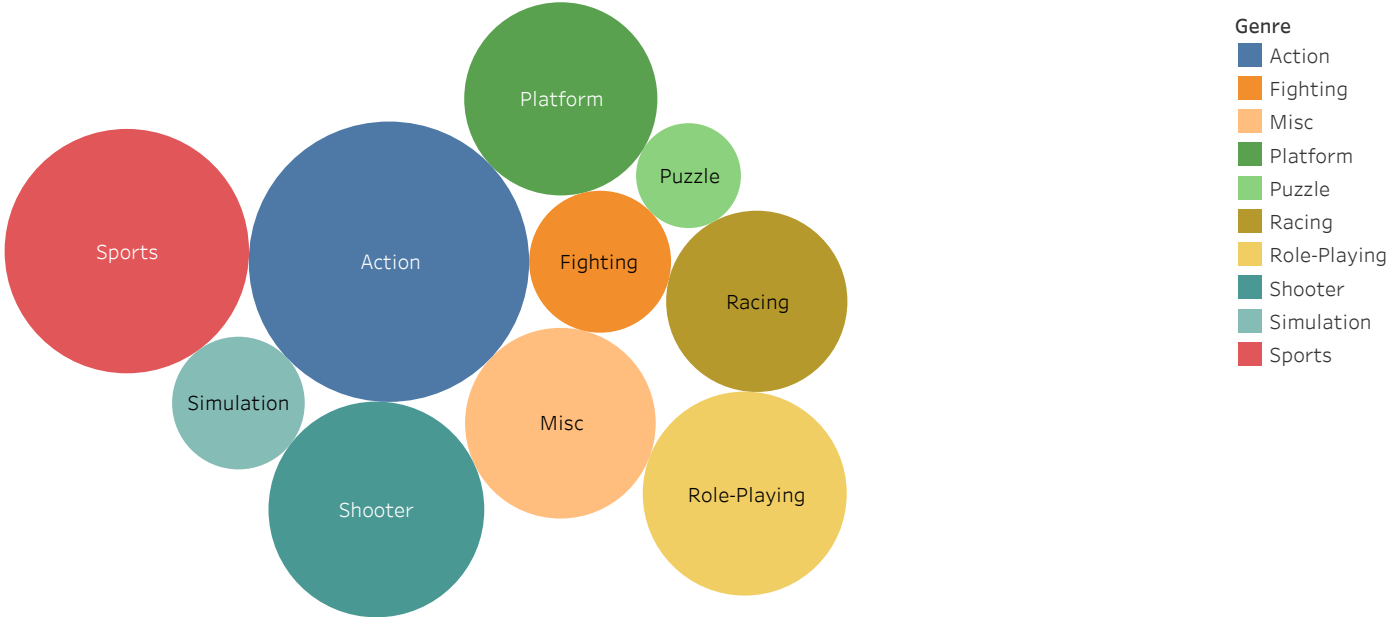 Platform
Puzzle
Sports
Action
Fighting
Racing
Simulation
Misc
Shooter
Role-Playing
Genre
Action
Fighting
Misc
Platform
Puzzle
Racing
Role-Playing
Shooter
Simulation
Sports